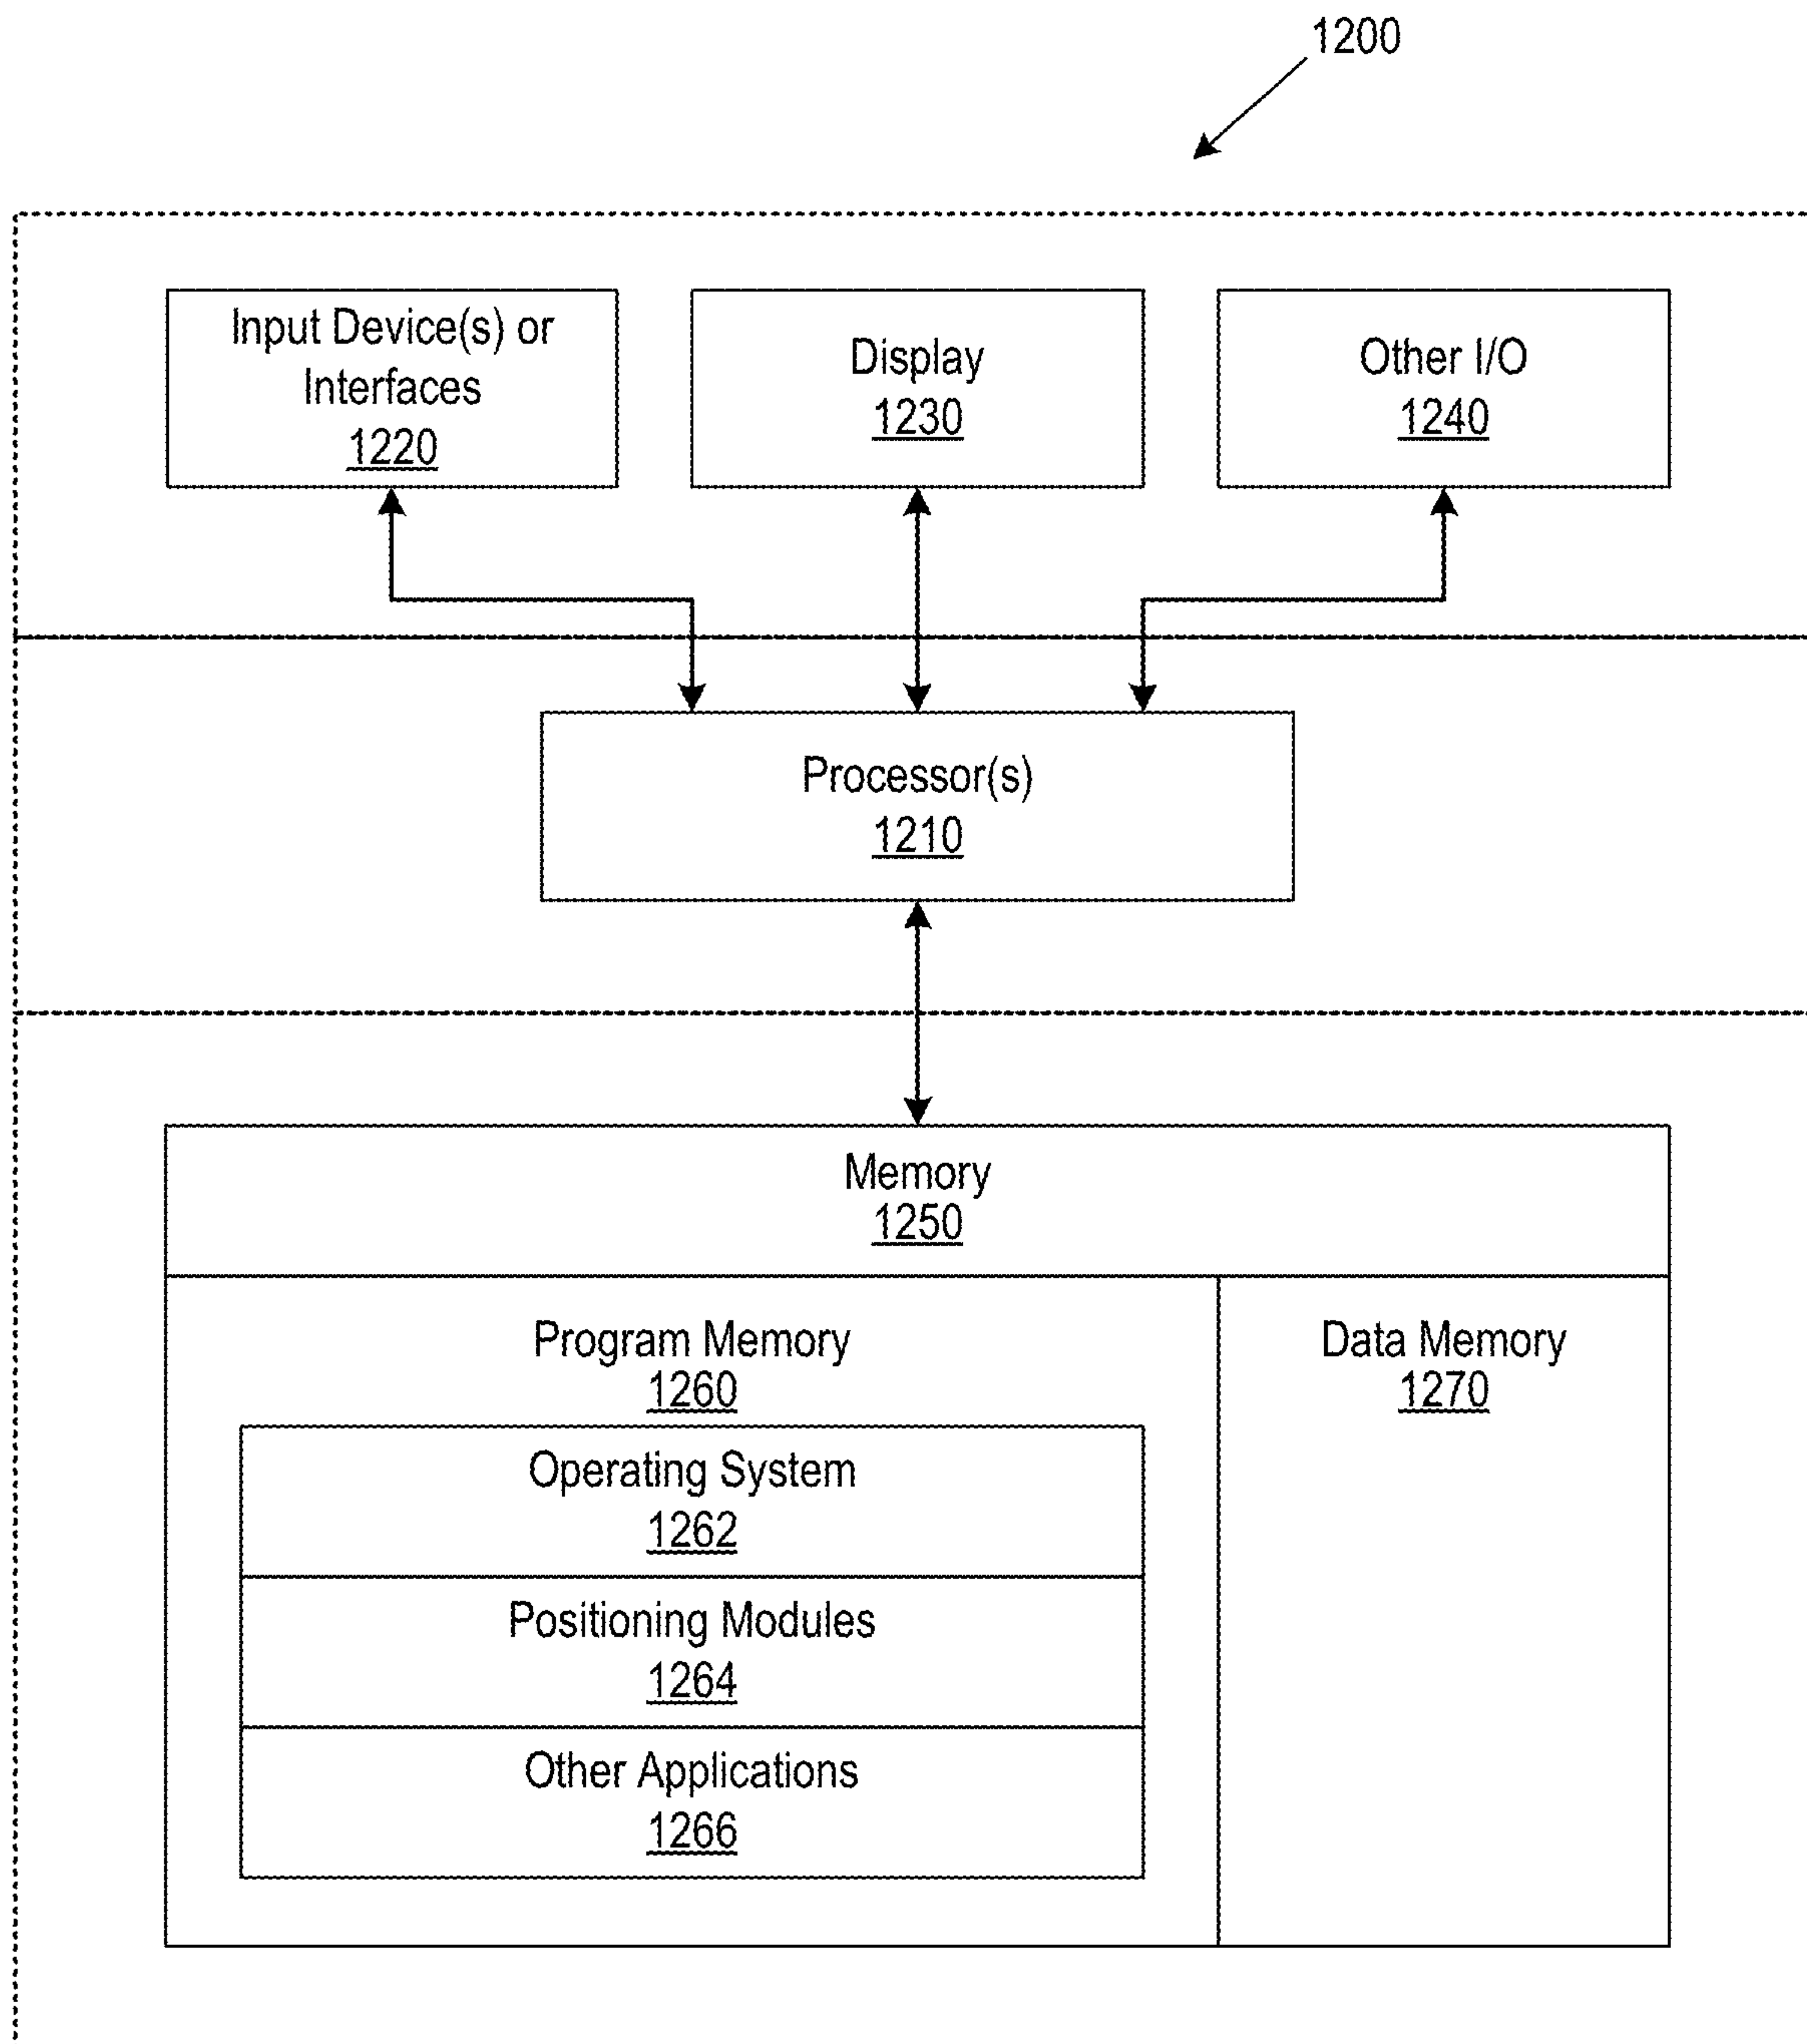 1200
Input Device(s) or
Interfaces
1220
Display
1230
Other I/O
1240
Processor(s)
1210
Memory
1250
Program Memory
1260
Data Memory
1270
Operating System
1262
Positioning Modules
1264
Other Applications
1266